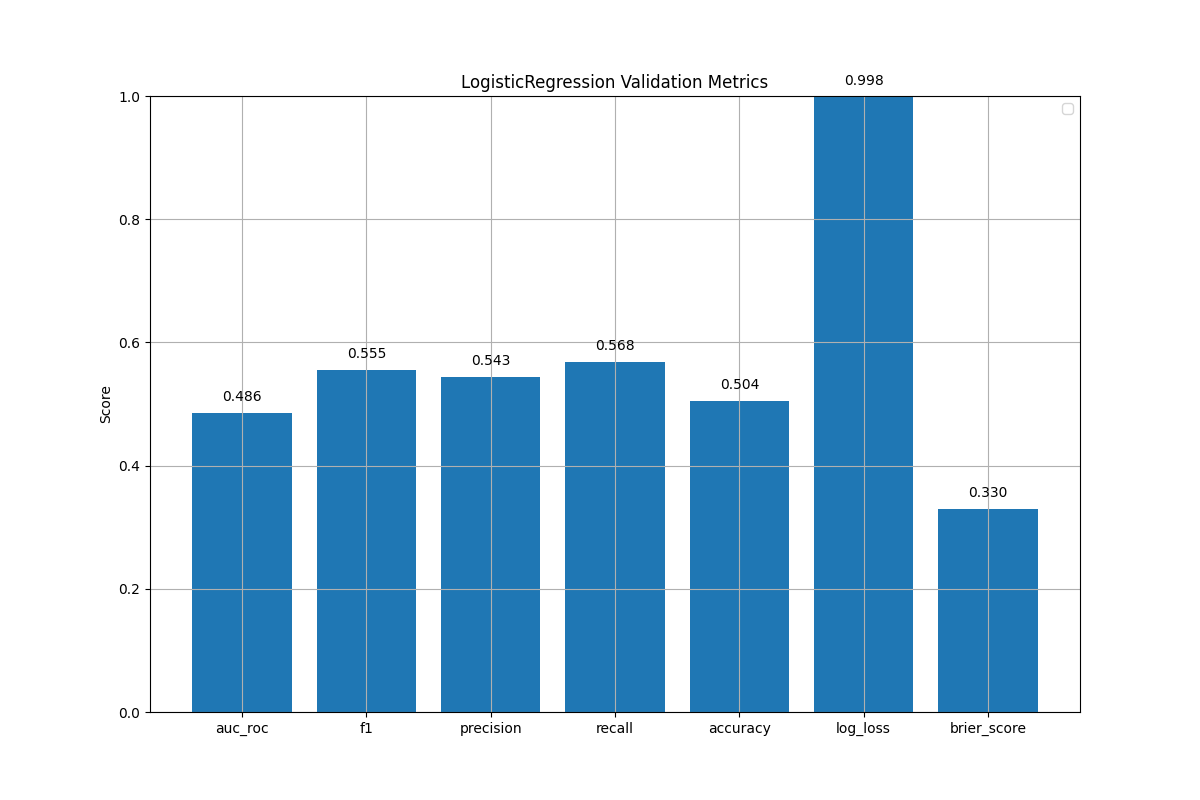 LogisticRegression Validation Metrics
0.998
1.0
0.8
0.6
0.4
0.2
0.0
Score
0.486
0.555
0.543
0.568
0.504
0.330
auc_roc
f1
precision
recall
accuracy
log_loss
brier_score